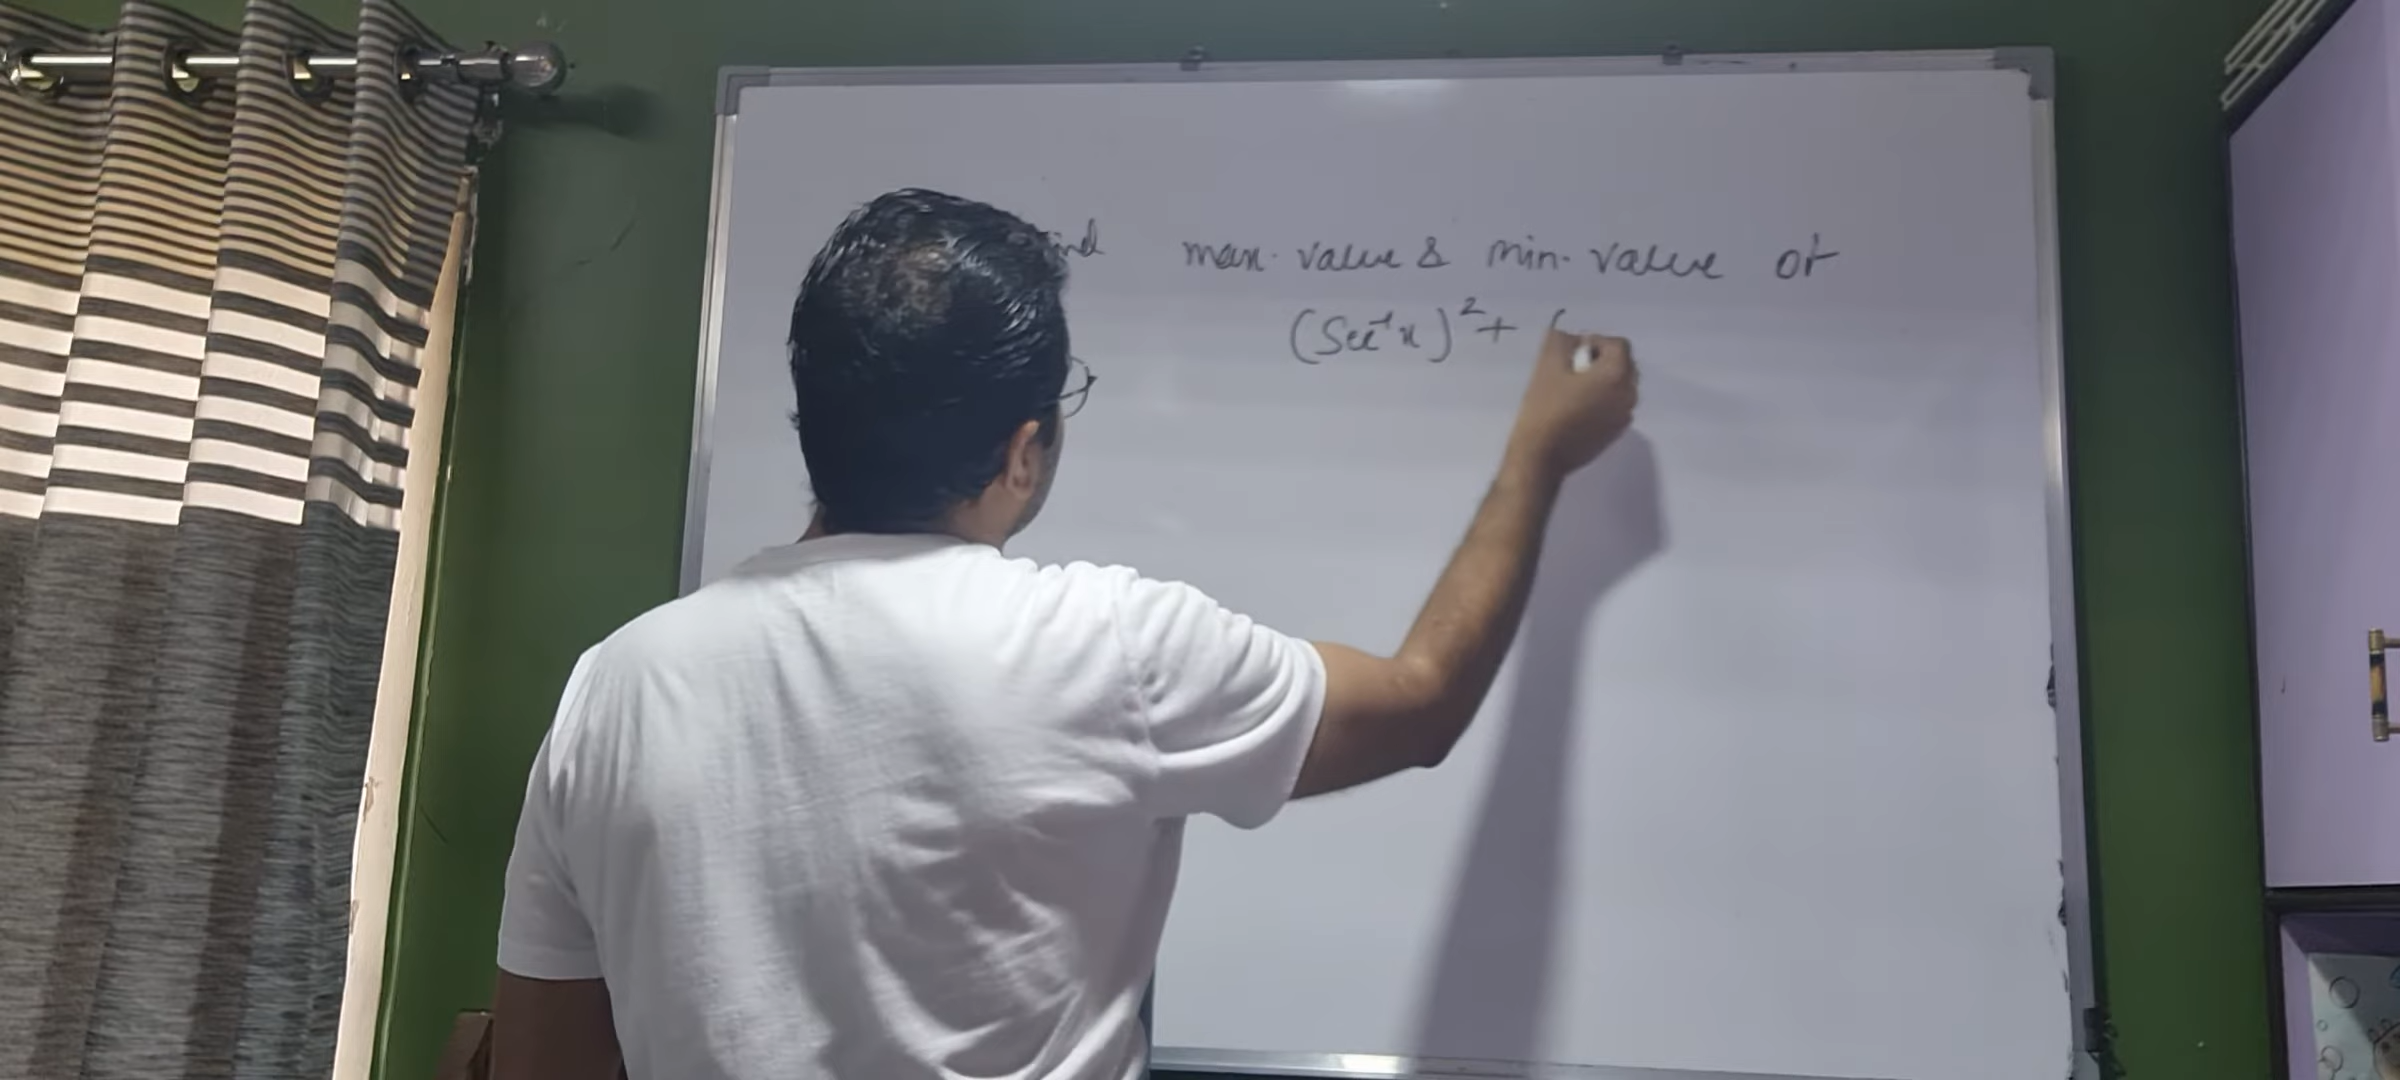 max. value & min. value of
(Sec⁻¹x)² + (